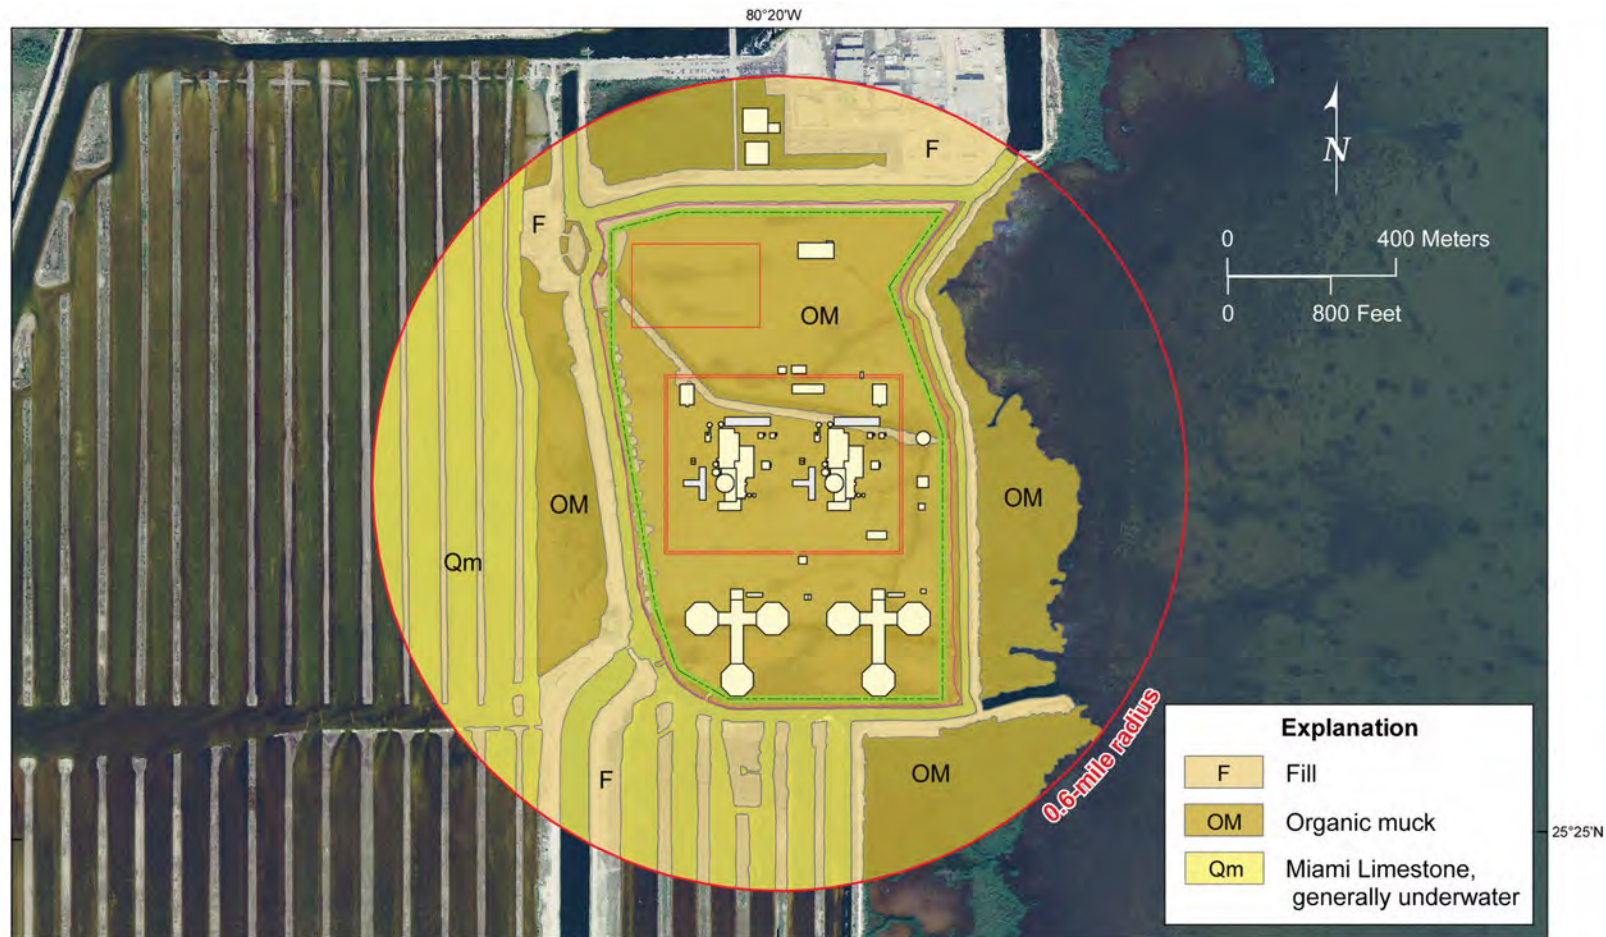 80°20'W
F
N
F
0 400 Meters
0 800 Feet
OM
OM
OM
Qm
0.6-mile radius
F
OM
Explanation
F Fill
OM Organic muck
Qm Miami Limestone,
generally underwater
25°25'N